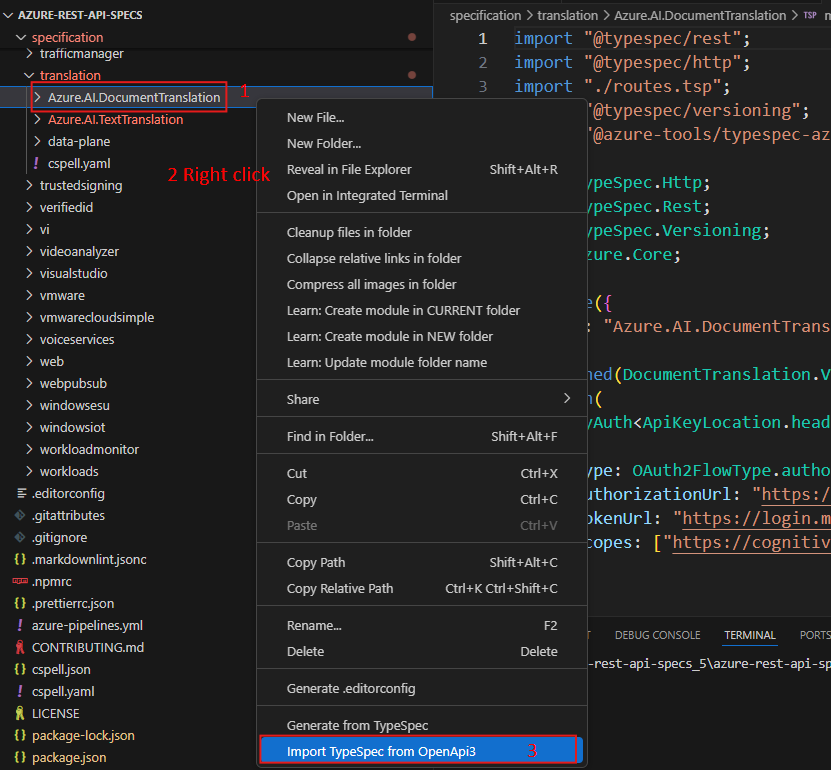 AZURE-REST-API-SPECS
specification
trafficmanager
translation
Azure.AI.DocumentTranslation 1
Azure.AI.TextTranslation
data-plane
cspell.yaml
2 Right click
trustedsigning
verifiedid
vi
videoanalyzer
visualstudio
vmware
vmwarecloudsimple
voiceservices
web
webpubsub
windowsesu
windowsiot
workloadmonitor
workloads
.editorconfig
.gitattributes
.gitignore
.markdownlint.jsonc
.npmrc
.prettierrc.json
azure-pipelines.yml
CONTRIBUTING.md
cspell.json
cspell.yaml
LICENSE
package-lock.json
package.json
New File...
New Folder...
Reveal in File Explorer Shift+Alt+R
Open in Integrated Terminal
Cleanup files in folder
Collapse relative links in folder
Compress all images in folder
Learn: Create module in CURRENT folder
Learn: Create module in NEW folder
Learn: Update module folder name
Share
Find in Folder... Shift+Alt+F
Cut Ctrl+X
Copy Ctrl+C
Paste Ctrl+V
Copy Path Shift+Alt+C
Copy Relative Path Ctrl+K Ctrl+Shift+C
Rename... F2
Delete Delete
Generate .editorconfig
Generate from TypeSpec
Import TypeSpec from OpenApi3 3
specification > translation > Azure.AI.DocumentTranslation > TSP m
1 import "@typespec/rest";
2 import "@typespec/http";
3 import "./routes.tsp";
"@typespec/versioning";
"@azure-tools/typespec-az
ypeSpec.Http;
ypeSpec.Rest;
ypeSpec.Versioning;
zure.Core;
e({
: "Azure.AI.DocumentTrans
ned(DocumentTranslation.V
n(
yAuth<ApiKeyLocation.head
ype: OAuth2FlowType.autho
uthorizationUrl: "https:/
okenUrl: "https://login.m
copes: ["https://cognitiv
T DEBUG CONSOLE TERMINAL PORTS
-rest-api-specs_5\azure-rest-api-sp